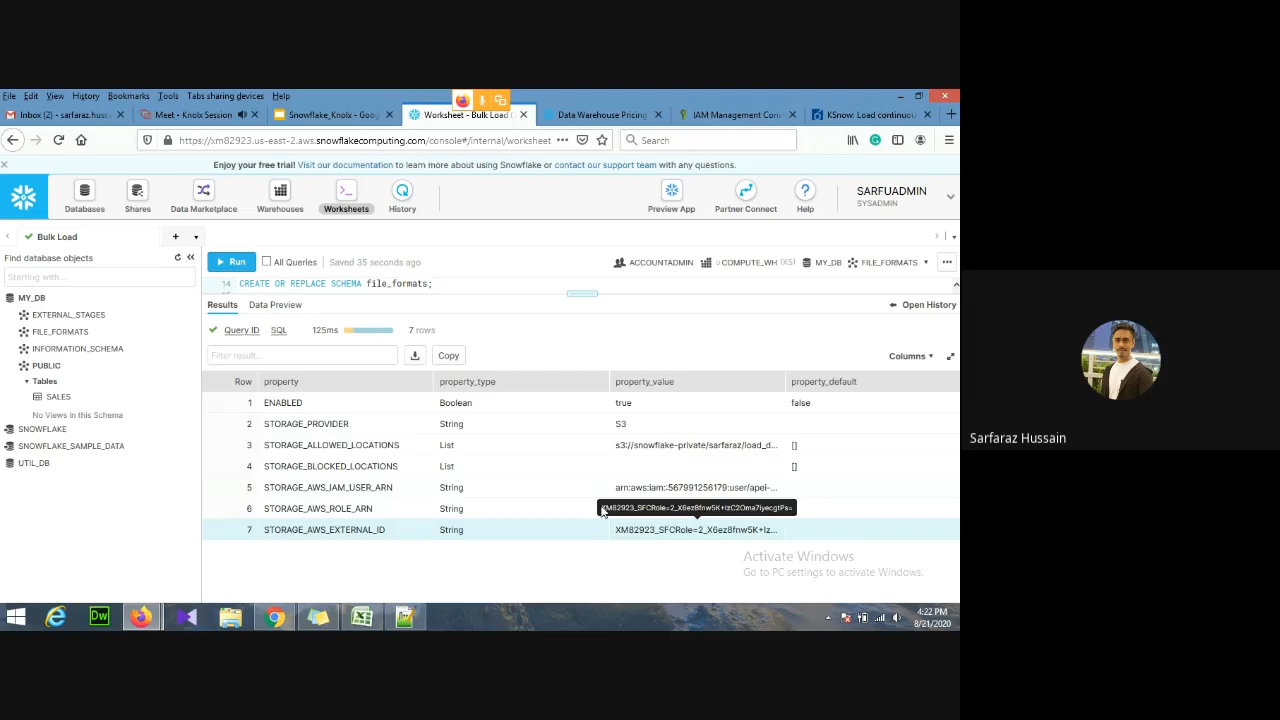 File Edit View History Bookmarks Tools Tabs sharing devices Help
Inbox (2) - sarfaraz.huss
Meet - Knolx Session
Snowflake_Knolx - Googl
Worksheet - Bulk Load
Data Warehouse Pricing
IAM Management Con
KSnow: Load continuou
https://xm82923.us-east-2.aws.snowflakecomputing.com/console#/internal/worksheet
Search
Enjoy your free trial! Visit our documentation to learn more about using Snowflake or contact our support team with any questions.
Databases Shares Data Marketplace Warehouses Worksheets History Preview App Partner Connect Help
SARFUADMIN
SYSADMIN
Bulk Load
Find database objects
Starting with...
MY_DB
EXTERNAL_STAGES
FILE_FORMATS
INFORMATION_SCHEMA
PUBLIC
Tables
SALES
No Views in this Schema
SNOWFLAKE
SNOWFLAKE_SAMPLE_DATA
UTIL_DB
Run All Queries Saved 35 seconds ago ACCOUNTADMIN COMPUTE_WH (XS) MY_DB FILE_FORMATS
14 CREATE OR REPLACE SCHEMA file_formats;
Results Data Preview Open History
Query ID SQL 125ms 7 rows
Filter result... Copy Columns
Row property property_type property_value property_default
1 ENABLED Boolean true false
2 STORAGE_PROVIDER String S3
3 STORAGE_ALLOWED_LOCATIONS List s3://snowflake-private/sarfaraz/load_d... []
4 STORAGE_BLOCKED_LOCATIONS List []
5 STORAGE_AWS_IAM_USER_ARN String arn:aws:iam::567991256179:user/apei-...
6 STORAGE_AWS_ROLE_ARN String
XM82923_SFCRole=2_X6ez8fnw5K+IzC2Oma7iyecgtPs=
7 STORAGE_AWS_EXTERNAL_ID String XM82923_SFCRole=2_X6ez8fnw5K+Iz...
Activate Windows
Go to PC settings to activate Windows.
Dw
4:22 PM
8/21/2020
Sarfaraz Hussain